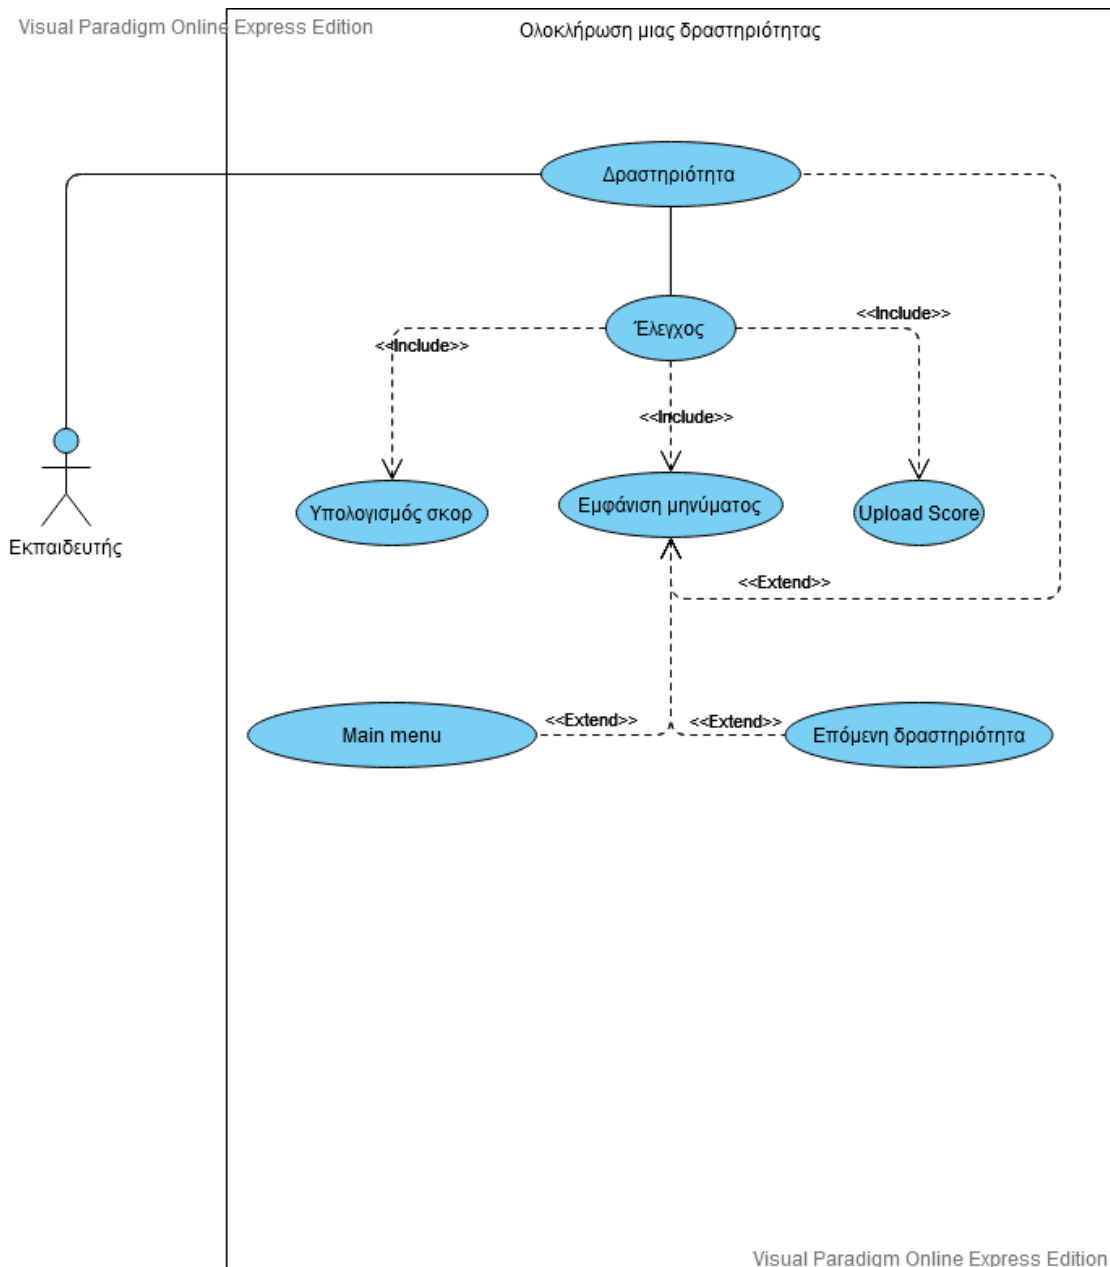 Visual Paradigm Online Express Edition
Ολοκλήρωση μιας δραστηριότητας
Δραστηριότητα
<<Include>>
Έλεγχος
<<Include>>
<<Include>>
Υπολογισμός σκορ
Εμφάνιση μηνύματος
Upload Score
Εκπαιδευτής
<<Extend>>
<<Extend>>
<<Extend>>
Main menu
Επόμενη δραστηριότητα
Visual Paradigm Online Express Edition